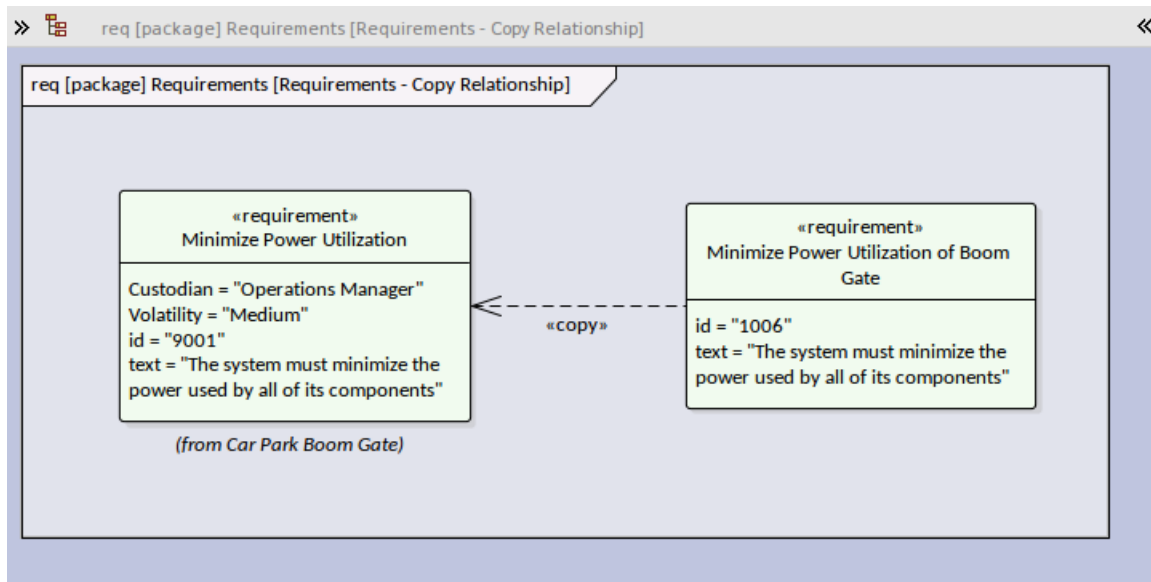 req [package] Requirements [Requirements - Copy Relationship]
req [package] Requirements [Requirements - Copy Relationship]
«requirement»
Minimize Power Utilization
Custodian = "Operations Manager"
Volatility = "Medium"
id = "9001"
text = "The system must minimize the
power used by all of its components"
(from Car Park Boom Gate)
«copy»
«requirement»
Minimize Power Utilization of Boom
Gate
id = "1006"
text = "The system must minimize the
power used by all of its components"